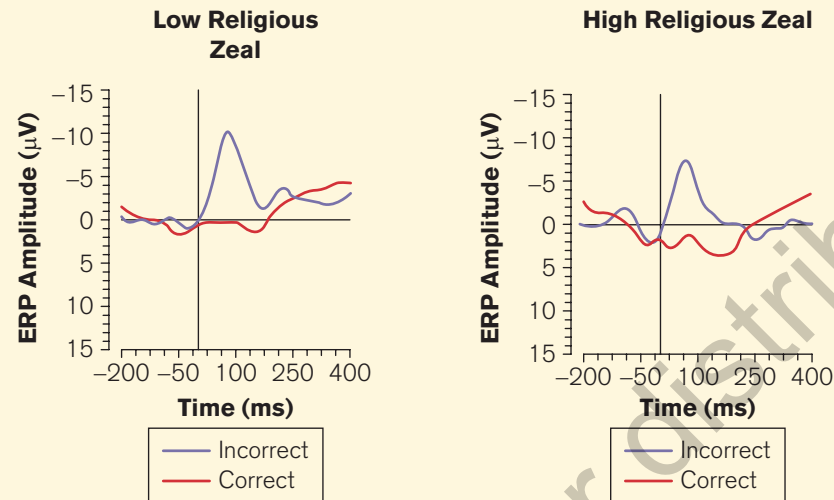 Low Religious
Zeal
ERP Amplitude (µV)
–15
–10
–5
0
5
10
15
–200 –50 100 250 400
Time (ms)
Incorrect
Correct
High Religious Zeal
ERP Amplitude (µV)
–15
–10
–5
0
5
10
15
–200 –50 100 250 400
Time (ms)
Incorrect
Correct